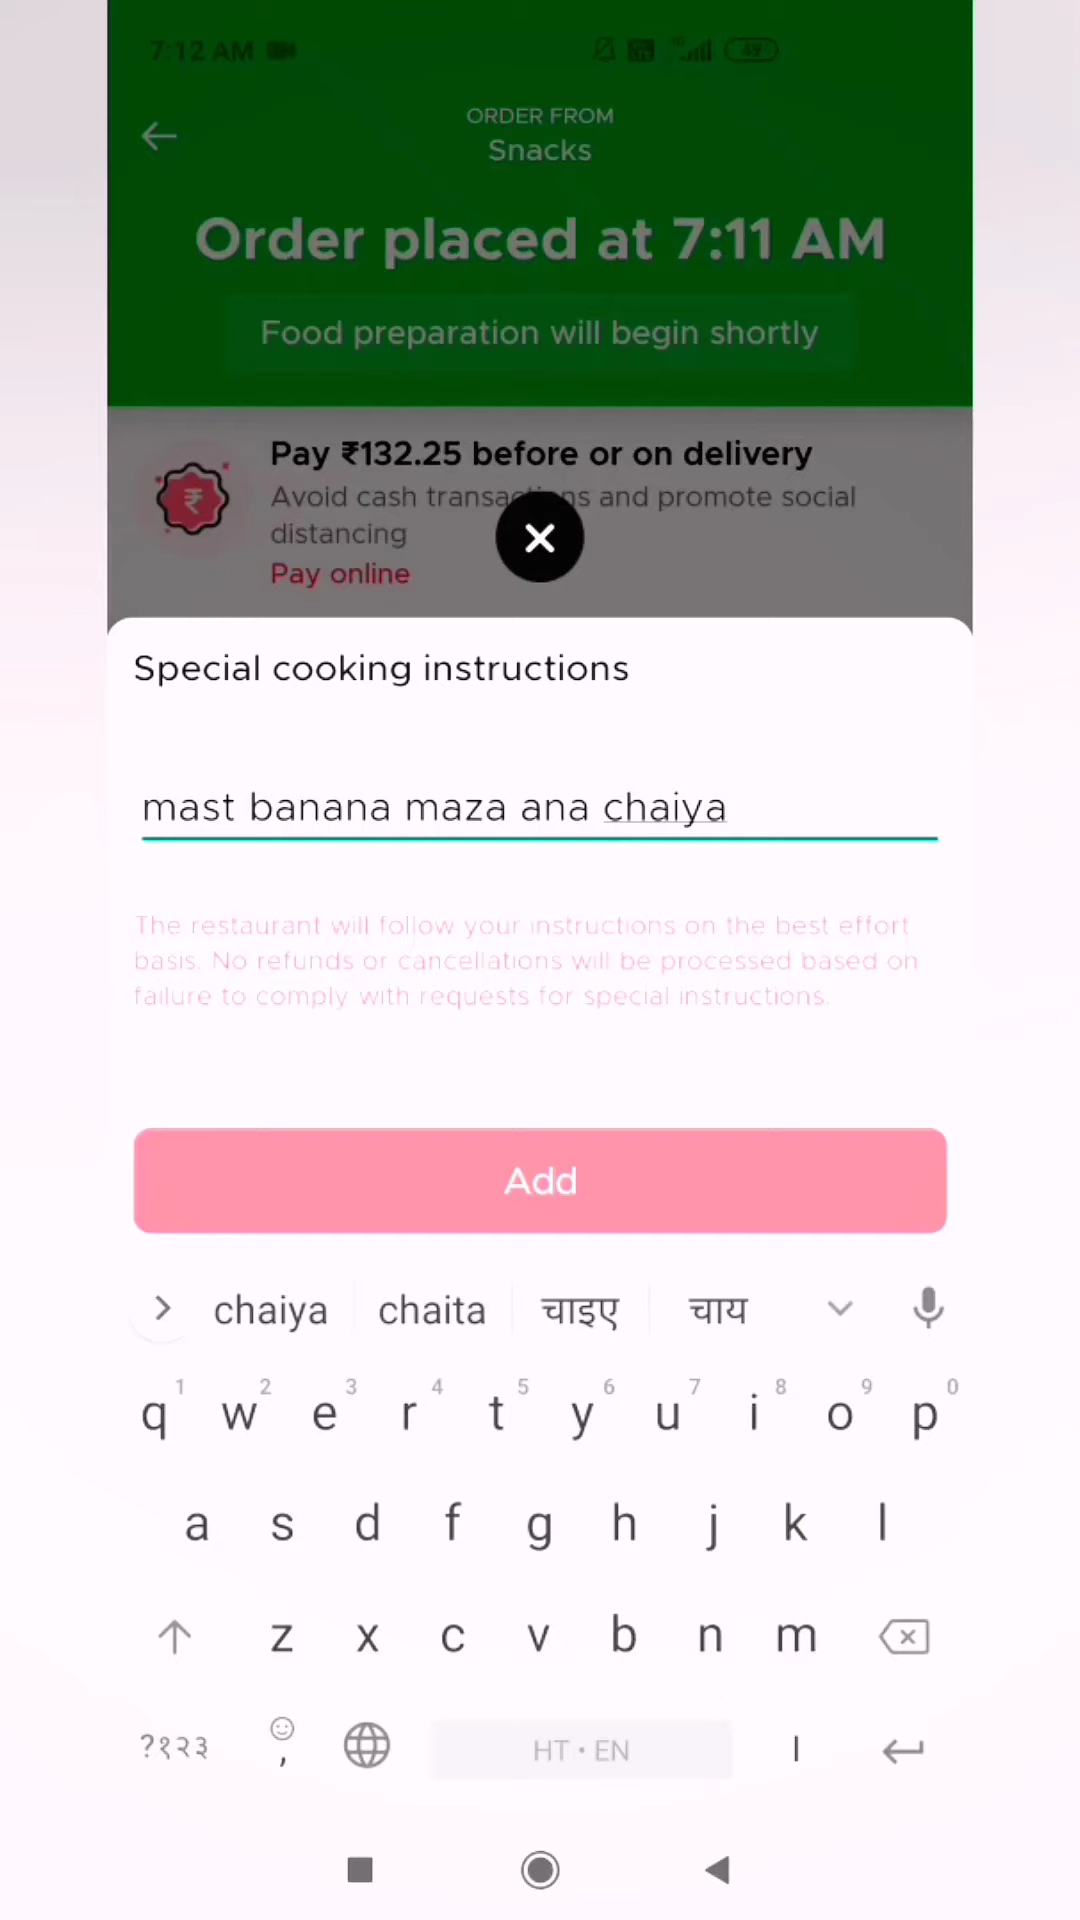 7:12 AM
49
ORDER FROM
Snacks
Order placed at 7:11 AM
Food preparation will begin shortly
Pay ₹132.25 before or on delivery
Avoid cash transactions and promote social
distancing
Pay online
Special cooking instructions
mast banana maza ana chaiya
The restaurant will follow your instructions on the best effort
basis. No refunds or cancellations will be processed based on
failure to comply with requests for special instructions.
Add
chaiya chaita चाइए चाय
1 2 3 4 5 6 7 8 9 0
q w e r t y u i o p
a s d f g h j k l
z x c v b n m
?१२३ , HT • EN ।